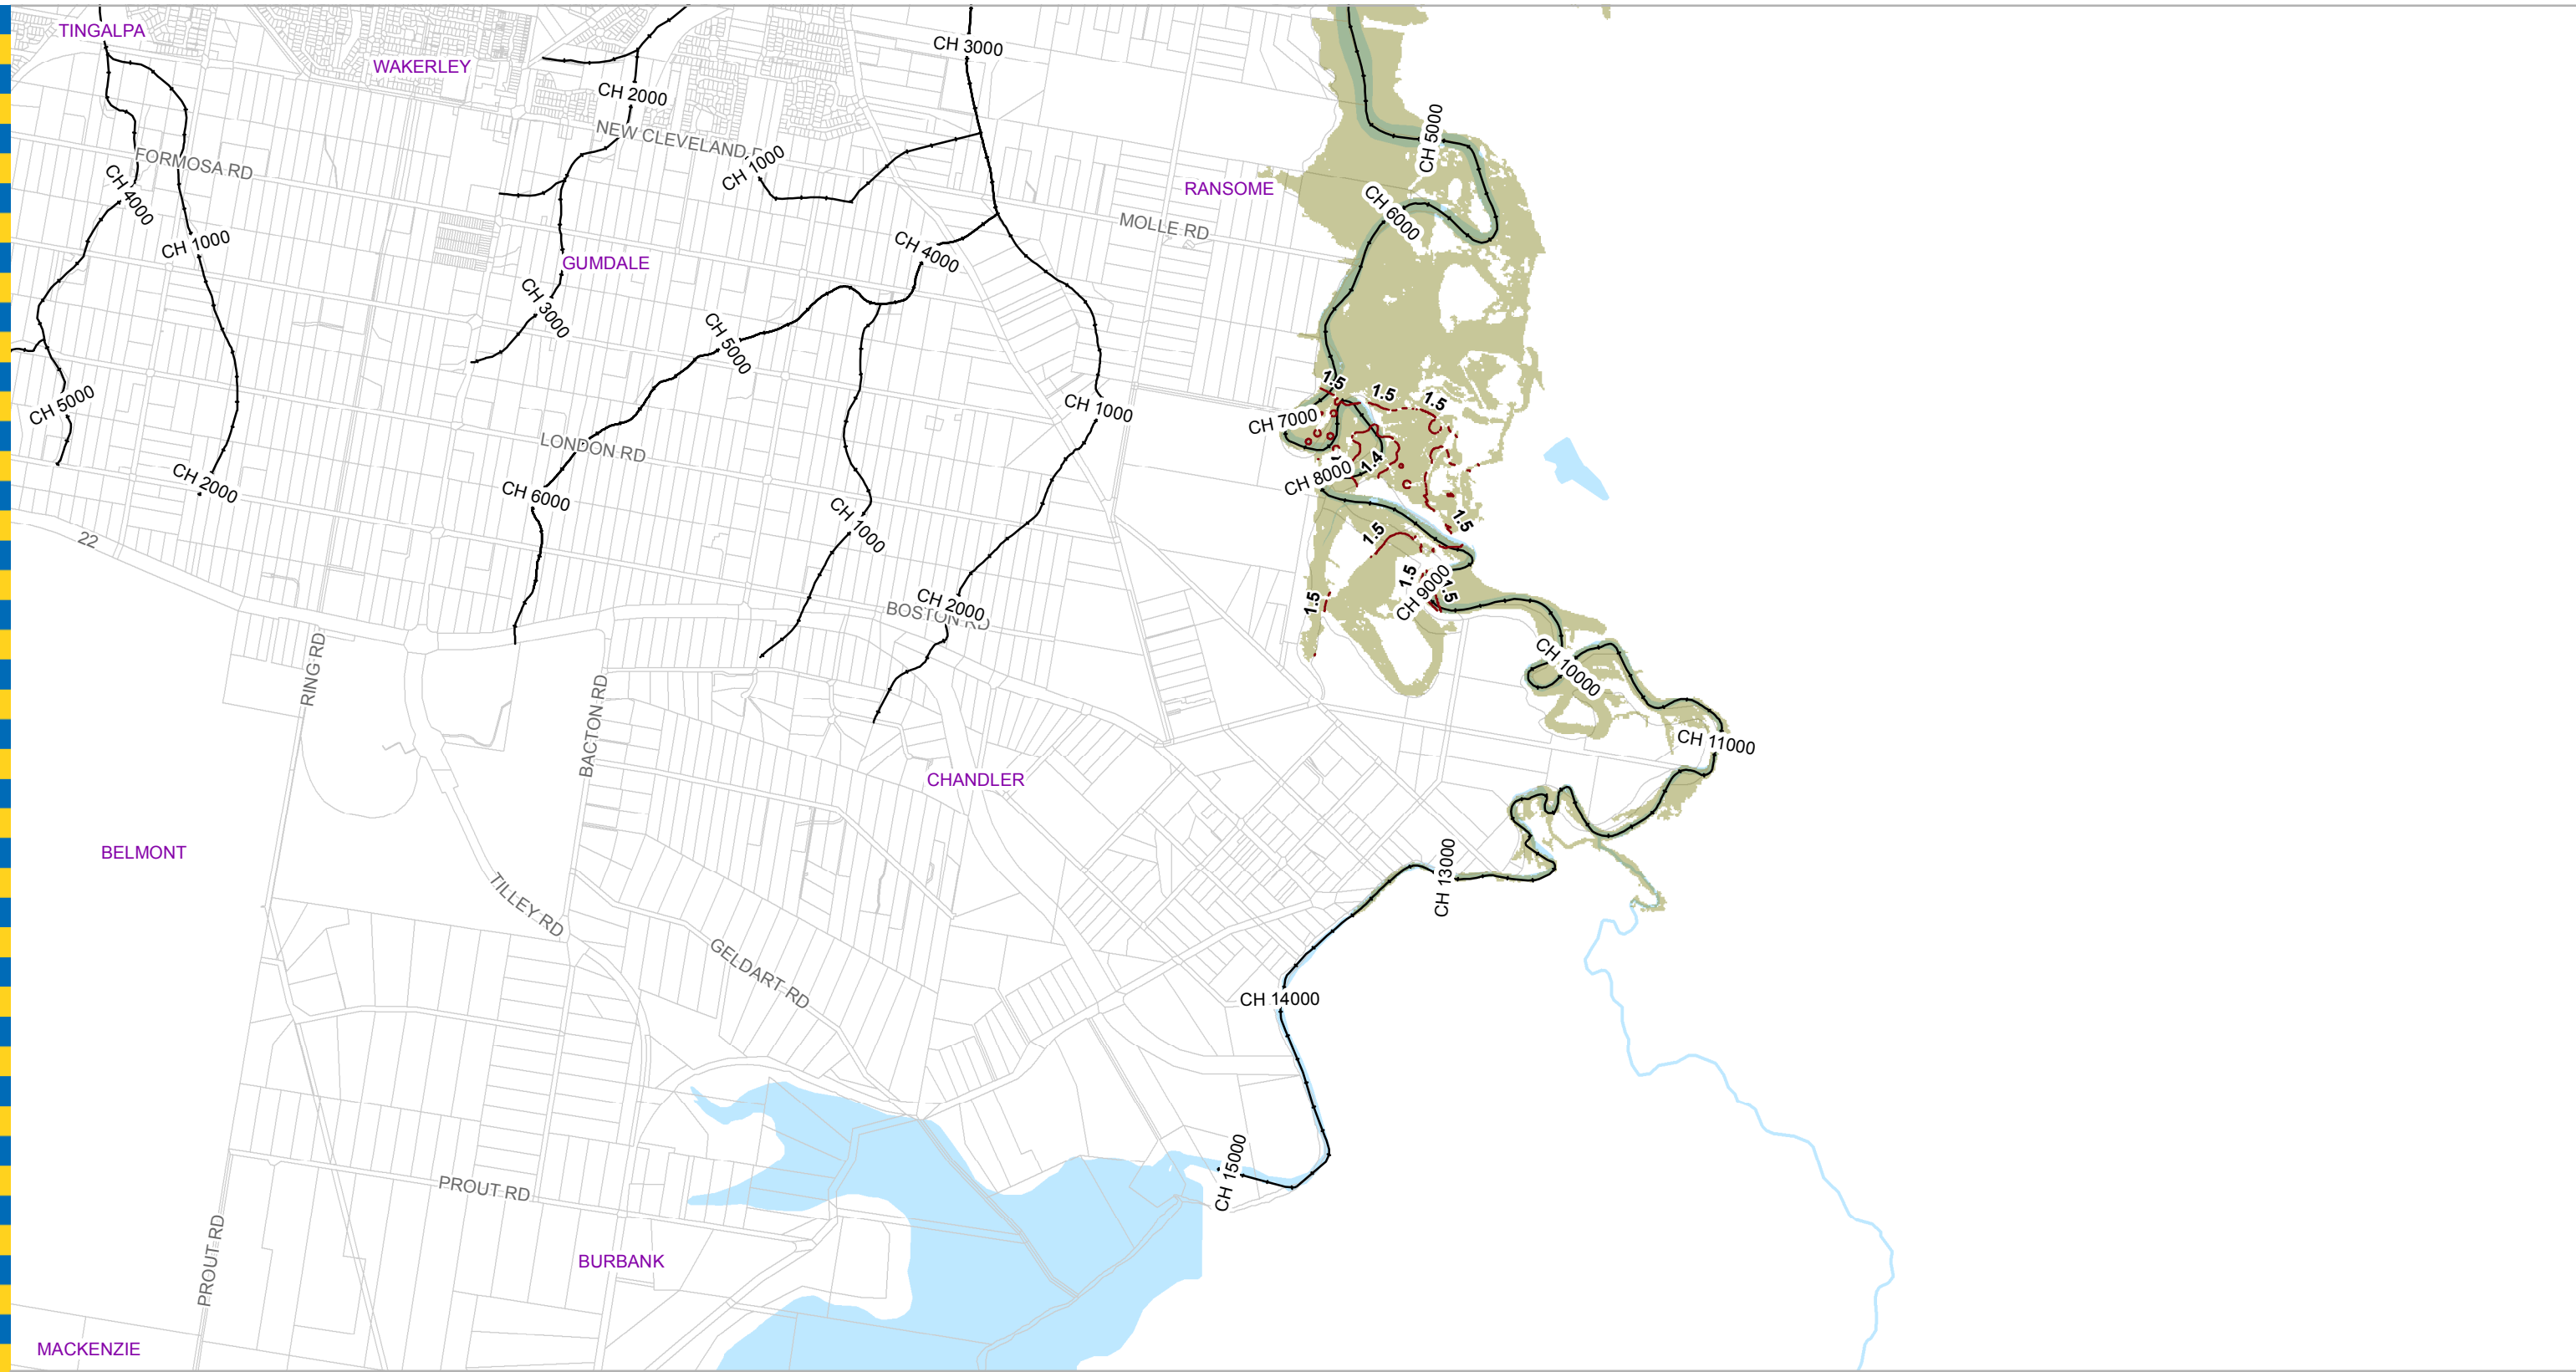 TINGALPA
WAKERLEY
CH 3000
CH 2000
NEW CLEVELAND
CH 1000
FORMOSA RD
CH 4000
CH 1000
RANSOME
CH 5000
CH 6000
MOLLE RD
CH 4000
GUMDALE
CH 3000
CH 5000
1.5
1.5
1.5
CH 5000
CH 1000
CH 7000
LONDON RD
CH 2000
CH 6000
CH 8000
1.4
CH 1000
1.5
1.5
22
1.5
1.5
1.5
CH 9000
CH 2000
BOSTON RD
RING RD
BACTON RD
CH 10000
CH 11000
CHANDLER
BELMONT
TILLEY RD
CH 13000
GELDART RD
CH 14000
CH 15000
PROUT RD
PROUT RD
BURBANK
MACKENZIE